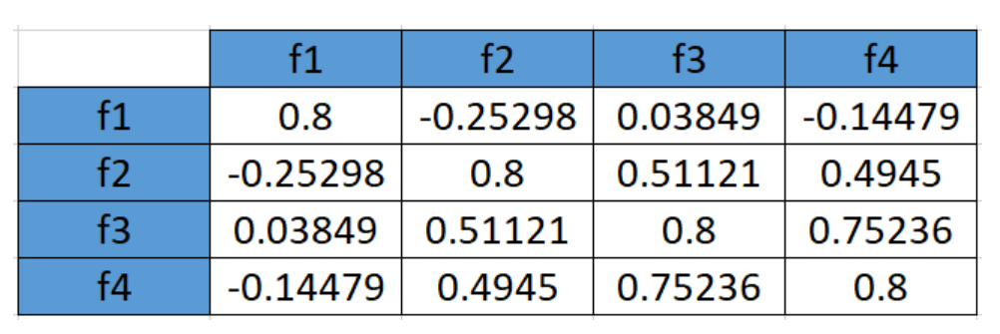 f1 f2 f3 f4
f1 0.8 -0.25298 0.03849 -0.14479
f2 -0.25298 0.8 0.51121 0.4945
f3 0.03849 0.51121 0.8 0.75236
f4 -0.14479 0.4945 0.75236 0.8